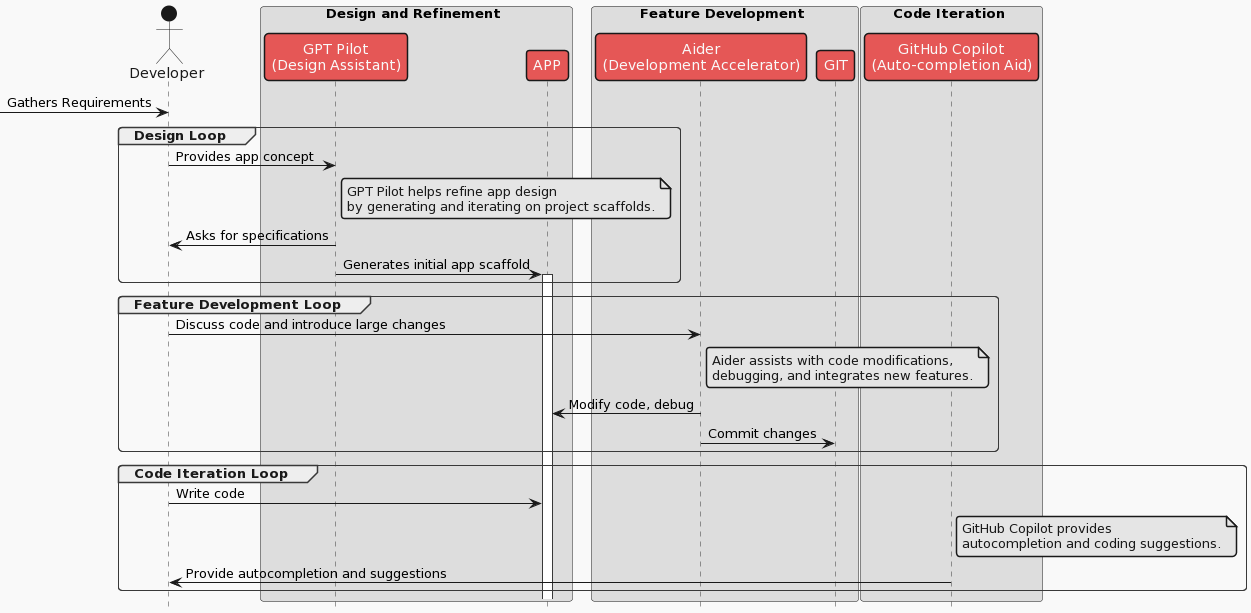 Design and Refinement
Feature Development
Code Iteration
Developer
GPT Pilot
(Design Assistant)
APP
Aider
(Development Accelerator)
GIT
GitHub Copilot
(Auto-completion Aid)
Gathers Requirements
Design Loop
Provides app concept
GPT Pilot helps refine app design
by generating and iterating on project scaffolds.
Asks for specifications
Generates initial app scaffold
Feature Development Loop
Discuss code and introduce large changes
Aider assists with code modifications,
debugging, and integrates new features.
Modify code, debug
Commit changes
Code Iteration Loop
Write code
GitHub Copilot provides
autocompletion and coding suggestions.
Provide autocompletion and suggestions